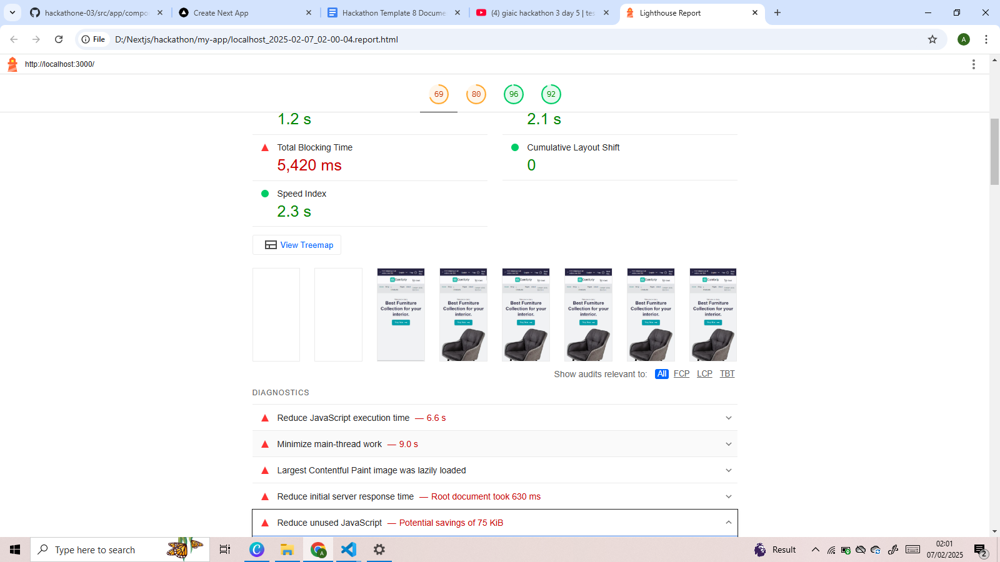 hackathone-03/src/app/compo
Create Next App
Hackathon Template 8 Docume
(4) giaic hackathon 3 day 5 | tes
Lighthouse Report
File
D:/Nextjs/hackathon/my-app/localhost_2025-02-07_02-00-04.report.html
A
http://localhost:3000/
69
80
96
92
1.2 s
2.1 s
Total Blocking Time
5,420 ms
Cumulative Layout Shift
0
Speed Index
2.3 s
View Treemap
Comforty
Best Furniture
Collection for your
interior.
Comforty
Best Furniture
Collection for your
interior.
Comforty
Best Furniture
Collection for your
interior.
Comforty
Best Furniture
Collection for your
interior.
Comforty
Best Furniture
Collection for your
interior.
Comforty
Best Furniture
Collection for your
interior.
Show audits relevant to: All FCP LCP TBT
DIAGNOSTICS
Reduce JavaScript execution time — 6.6 s
Minimize main-thread work — 9.0 s
Largest Contentful Paint image was lazily loaded
Reduce initial server response time — Root document took 630 ms
Reduce unused JavaScript — Potential savings of 75 KiB
Type here to search
A
Result
02:01
07/02/2025
2